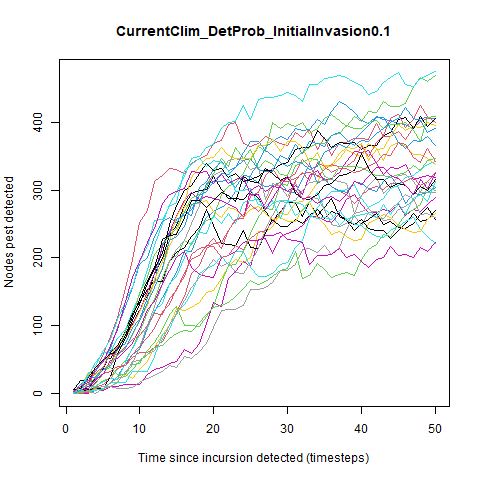 CurrentClim_DetProb_InitialInvasion0.1
Nodes pest detected
400
300
200
100
0
0 10 20 30 40 50
Time since incursion detected (timesteps)